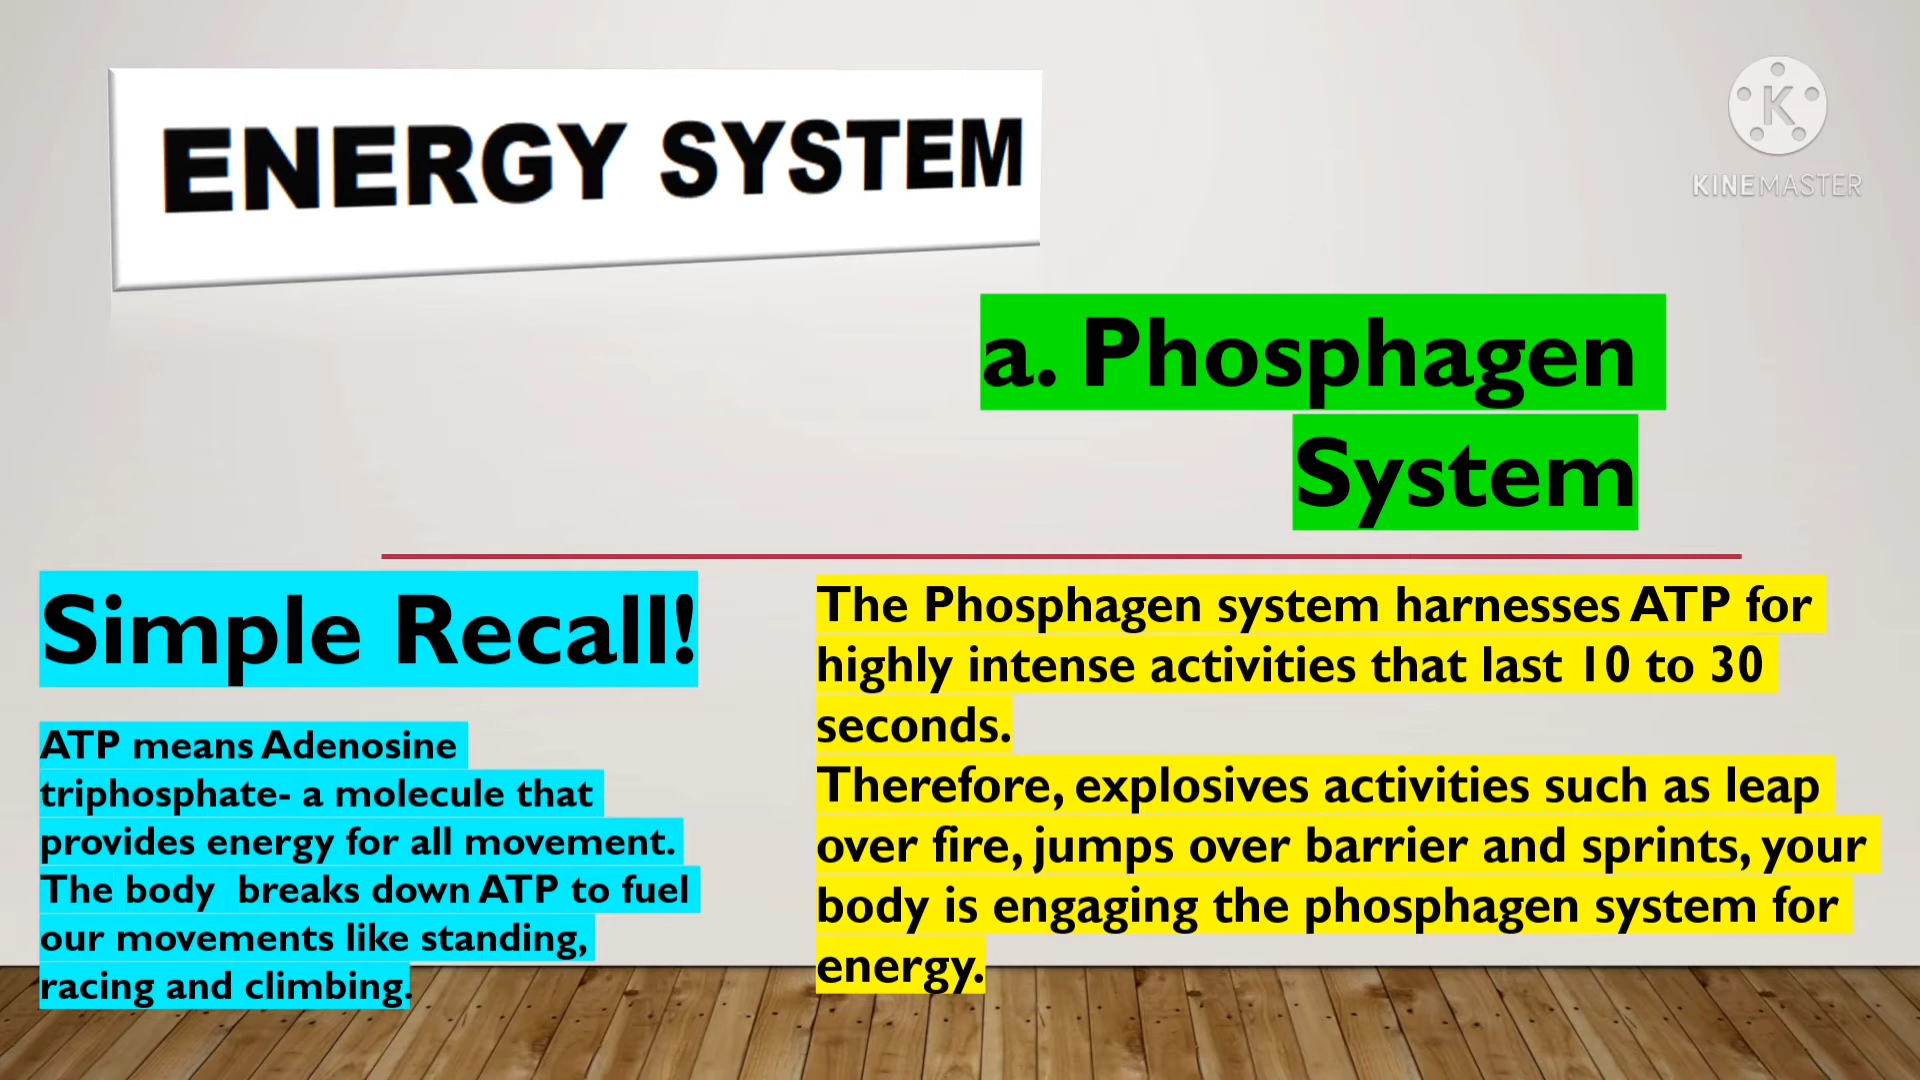 ENERGY SYSTEM
K
KINEMASTER
a. Phosphagen
System
Simple Recall!
ATP means Adenosine
triphosphate- a molecule that
provides energy for all movement.
The body  breaks down ATP to fuel
our movements like standing,
racing and climbing.
The Phosphagen system harnesses ATP for
highly intense activities that last 10 to 30
seconds.
Therefore, explosives activities such as leap
over fire, jumps over barrier and sprints, your
body is engaging the phosphagen system for
energy.